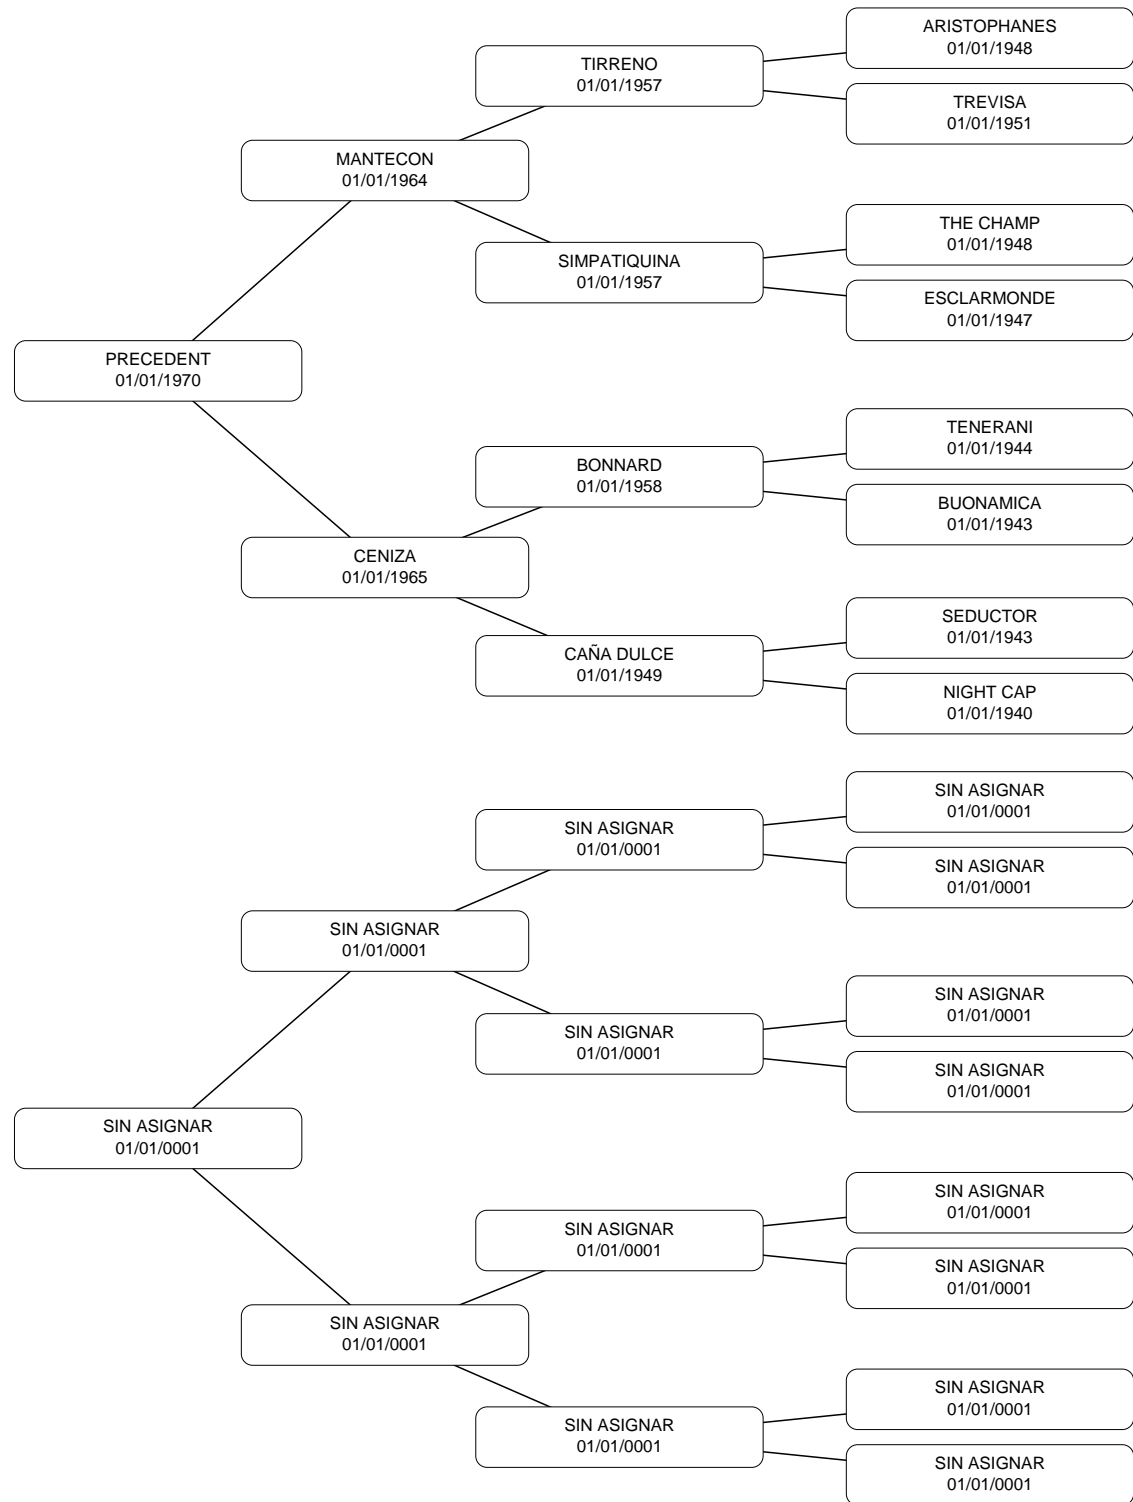 ARISTOPHANES
01/01/1948
TIRRENO
01/01/1957
TREVISA
01/01/1951
MANTECON
01/01/1964
THE CHAMP
01/01/1948
SIMPATIQUINA
01/01/1957
ESCLARMONDE
01/01/1947
PRECEDENT
01/01/1970
TENERANI
01/01/1944
BONNARD
01/01/1958
BUONAMICA
01/01/1943
CENIZA
01/01/1965
SEDUCTOR
01/01/1943
CAÑA DULCE
01/01/1949
NIGHT CAP
01/01/1940
SIN ASIGNAR
01/01/0001
SIN ASIGNAR
01/01/0001
SIN ASIGNAR
01/01/0001
SIN ASIGNAR
01/01/0001
SIN ASIGNAR
01/01/0001
SIN ASIGNAR
01/01/0001
SIN ASIGNAR
01/01/0001
SIN ASIGNAR
01/01/0001
SIN ASIGNAR
01/01/0001
SIN ASIGNAR
01/01/0001
SIN ASIGNAR
01/01/0001
SIN ASIGNAR
01/01/0001
SIN ASIGNAR
01/01/0001
SIN ASIGNAR
01/01/0001
SIN ASIGNAR
01/01/0001